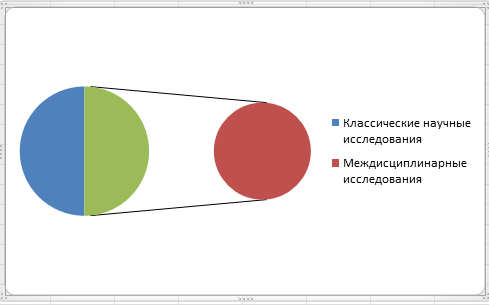 Классические научные
исследования
Междисциплинарные
исследования